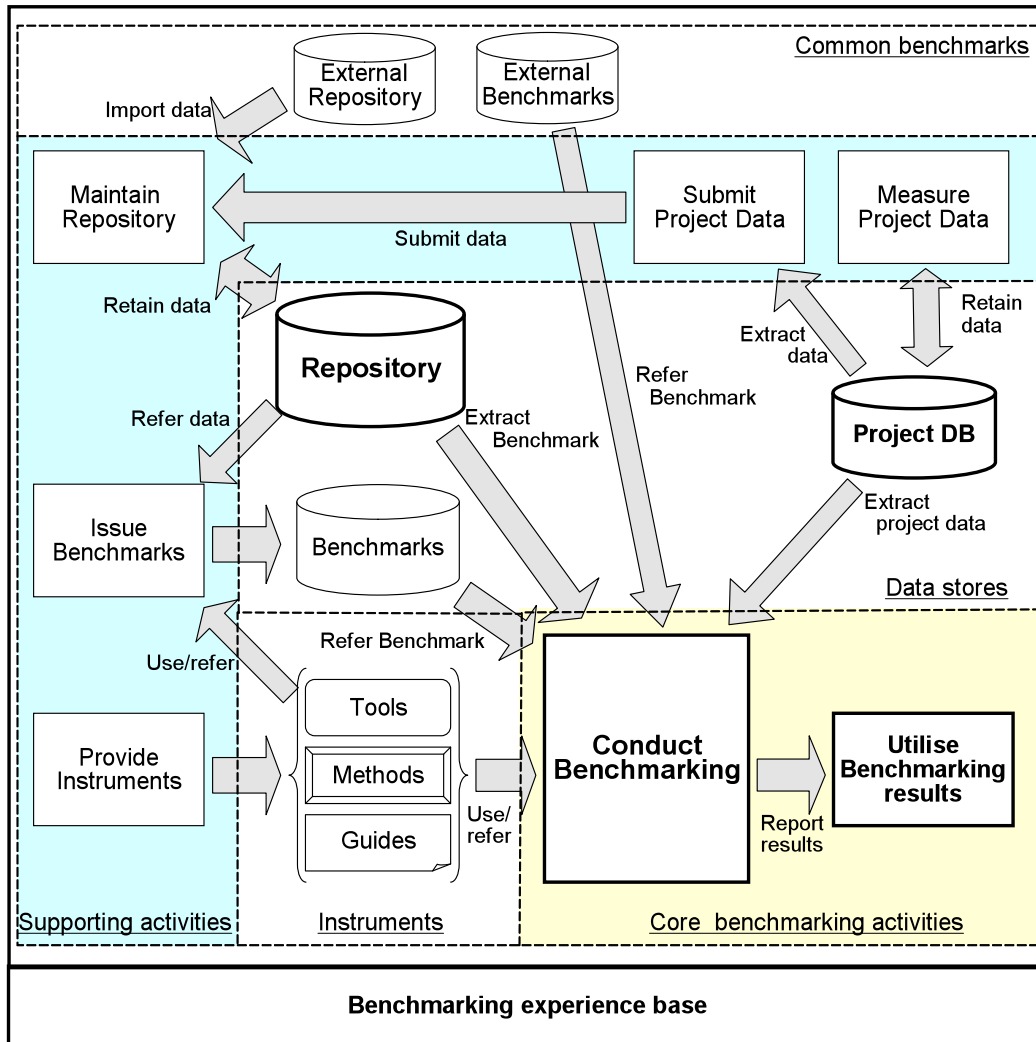 Common benchmarks
External
Repository
External
Benchmarks
Import data
Maintain
Repository
Submit
Project Data
Measure
Project Data
Submit data
Retain data
Retain
data
Extract
data
Repository
Refer
Benchmark
Project DB
Refer data
Extract
Benchmark
Extract
project data
Issue
Benchmarks
Benchmarks
Data stores
Refer Benchmark
Use/refer
Tools
Provide
Instruments
Methods
Guides
Use/
refer
Conduct
Benchmarking
Utilise
Benchmarking
results
Report
results
Supporting activities
Instruments
Core  benchmarking activities
Benchmarking experience base